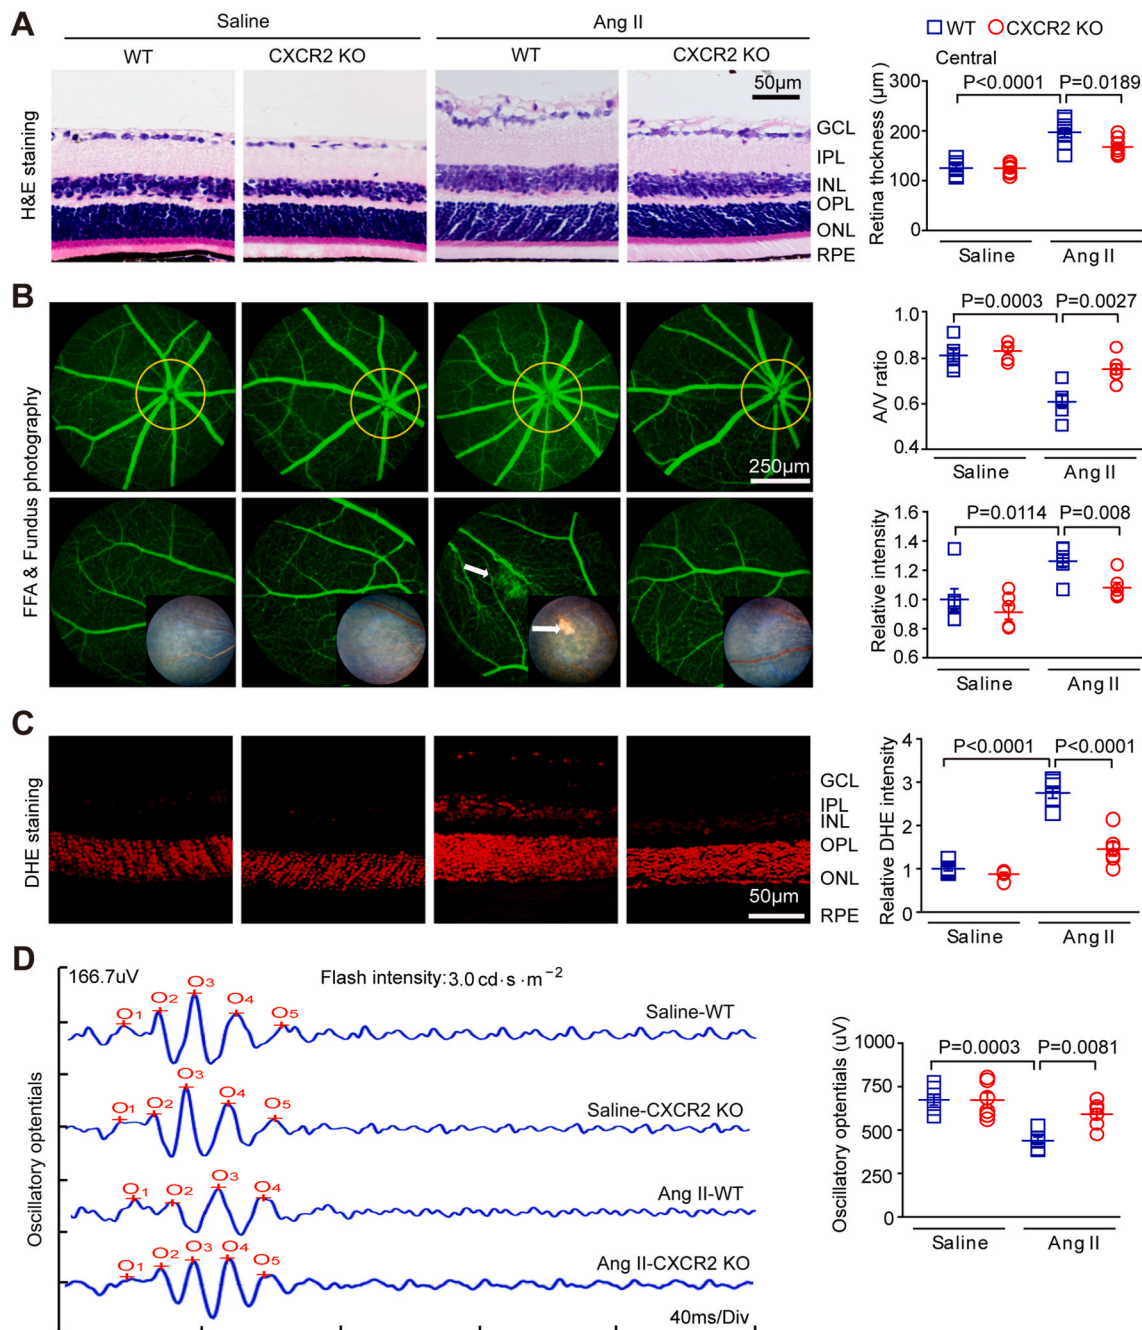 A
Saline
Ang II
WT
CXCR2 KO
WT
CXCR2 KO
50µm
H&E staining
GCL
IPL
INL
OPL
ONL
RPE
WT
CXCR2 KO
Central
P<0.0001
P=0.0189
Retina thckness (µm)
300
200
100
0
Saline
Ang II
B
FFA & Fundus photography
250µm
P=0.0003
P=0.0027
A/V ratio
1.0
0.8
0.6
0.4
Saline
Ang II
P=0.0114
P=0.008
Relative intensity
1.6
1.4
1.2
1.0
0.8
0.6
Saline
Ang II
C
DHE staining
GCL
IPL
INL
OPL
ONL
RPE
50µm
P<0.0001
P<0.0001
Relative DHE intensity
4
3
2
1
0
Saline
Ang II
D
166.7uV
Flash intensity:3.0 cd·s·m⁻²
Oscillatory optentials
O1
O2
O3
O4
O5
Saline-WT
O1
O2
O3
O4
O5
Saline-CXCR2 KO
O1
O2
O3
O4
Ang II-WT
O1
O2
O3
O4
O5
Ang II-CXCR2 KO
40ms/Div
P=0.0003
P=0.0081
Oscillatory optentials (uV)
1000
750
500
250
0
Saline
Ang II